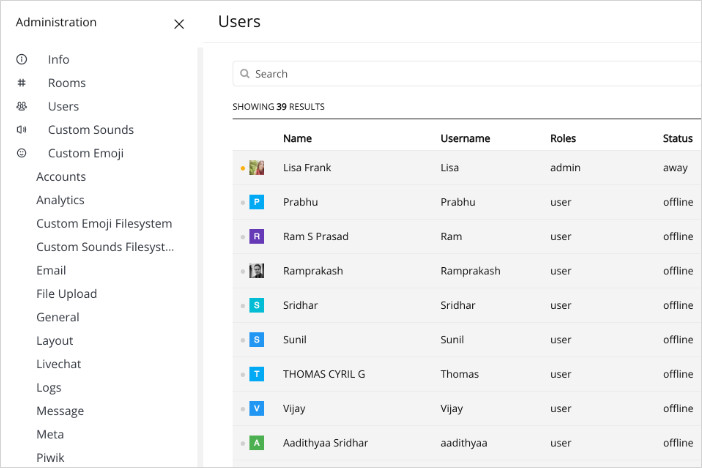 Administration
Users
Info
Rooms
Users
Custom Sounds
Custom Emoji
Accounts
Analytics
Custom Emoji Filesystem
Custom Sounds Filesyst...
Email
File Upload
General
Layout
Livechat
Logs
Message
Meta
Piwik
Search
SHOWING 39 RESULTS
Name Username Roles Status
Lisa Frank Lisa admin away
P Prabhu Prabhu user offline
R Ram S Prasad Ram user offline
Ramprakash Ramprakash user offline
S Sridhar Sridhar user offline
S Sunil Sunil user offline
T THOMAS CYRIL G Thomas user offline
V Vijay Vijay user offline
A Aadithyaa Sridhar aadithyaa user offline